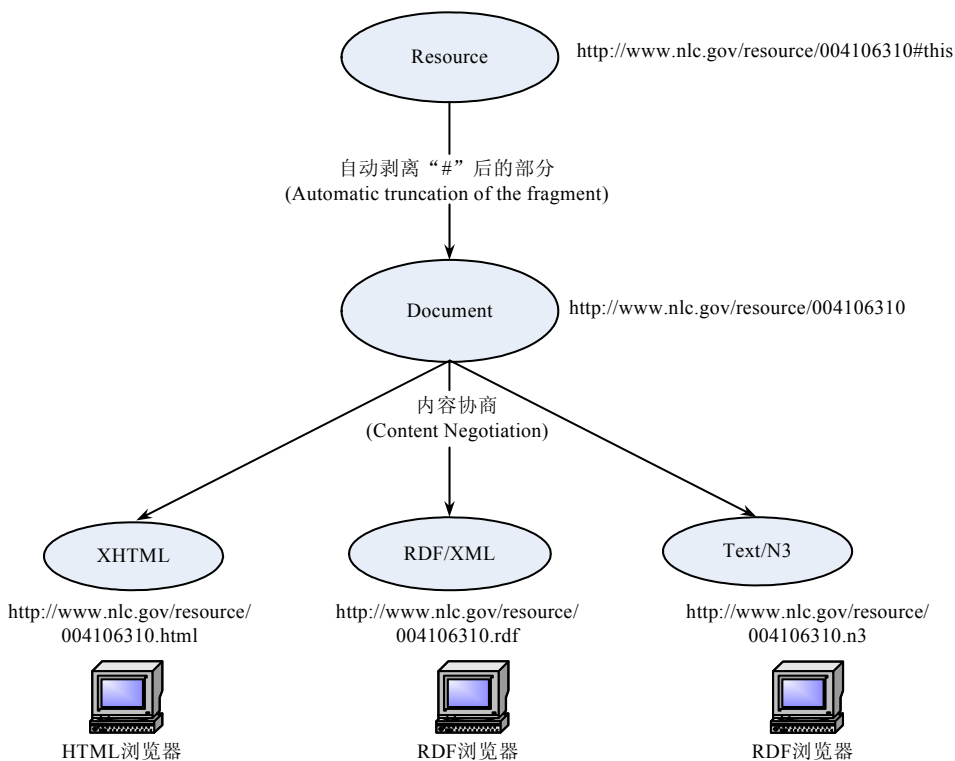 Resource
http://www.nlc.gov/resource/004106310#this
自动剥离“#”后的部分
(Automatic truncation of the fragment)
Document
http://www.nlc.gov/resource/004106310
内容协商
(Content Negotiation)
XHTML
RDF/XML
Text/N3
http://www.nlc.gov/resource/
004106310.html
http://www.nlc.gov/resource/
004106310.rdf
http://www.nlc.gov/resource/
004106310.n3
HTML浏览器
RDF浏览器
RDF浏览器